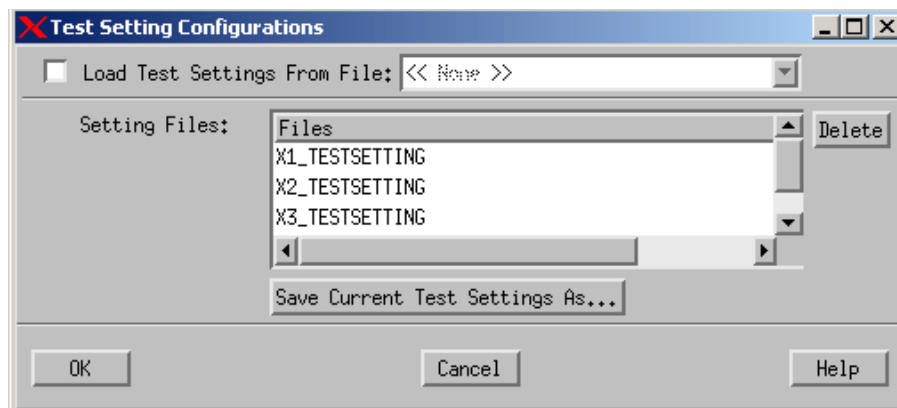 Test Setting Configurations
Load Test Settings From File: << None >>
Setting Files:
Files
Delete
X1_TESTSETTING
X2_TESTSETTING
X3_TESTSETTING
Save Current Test Settings As...
OK
Cancel
Help